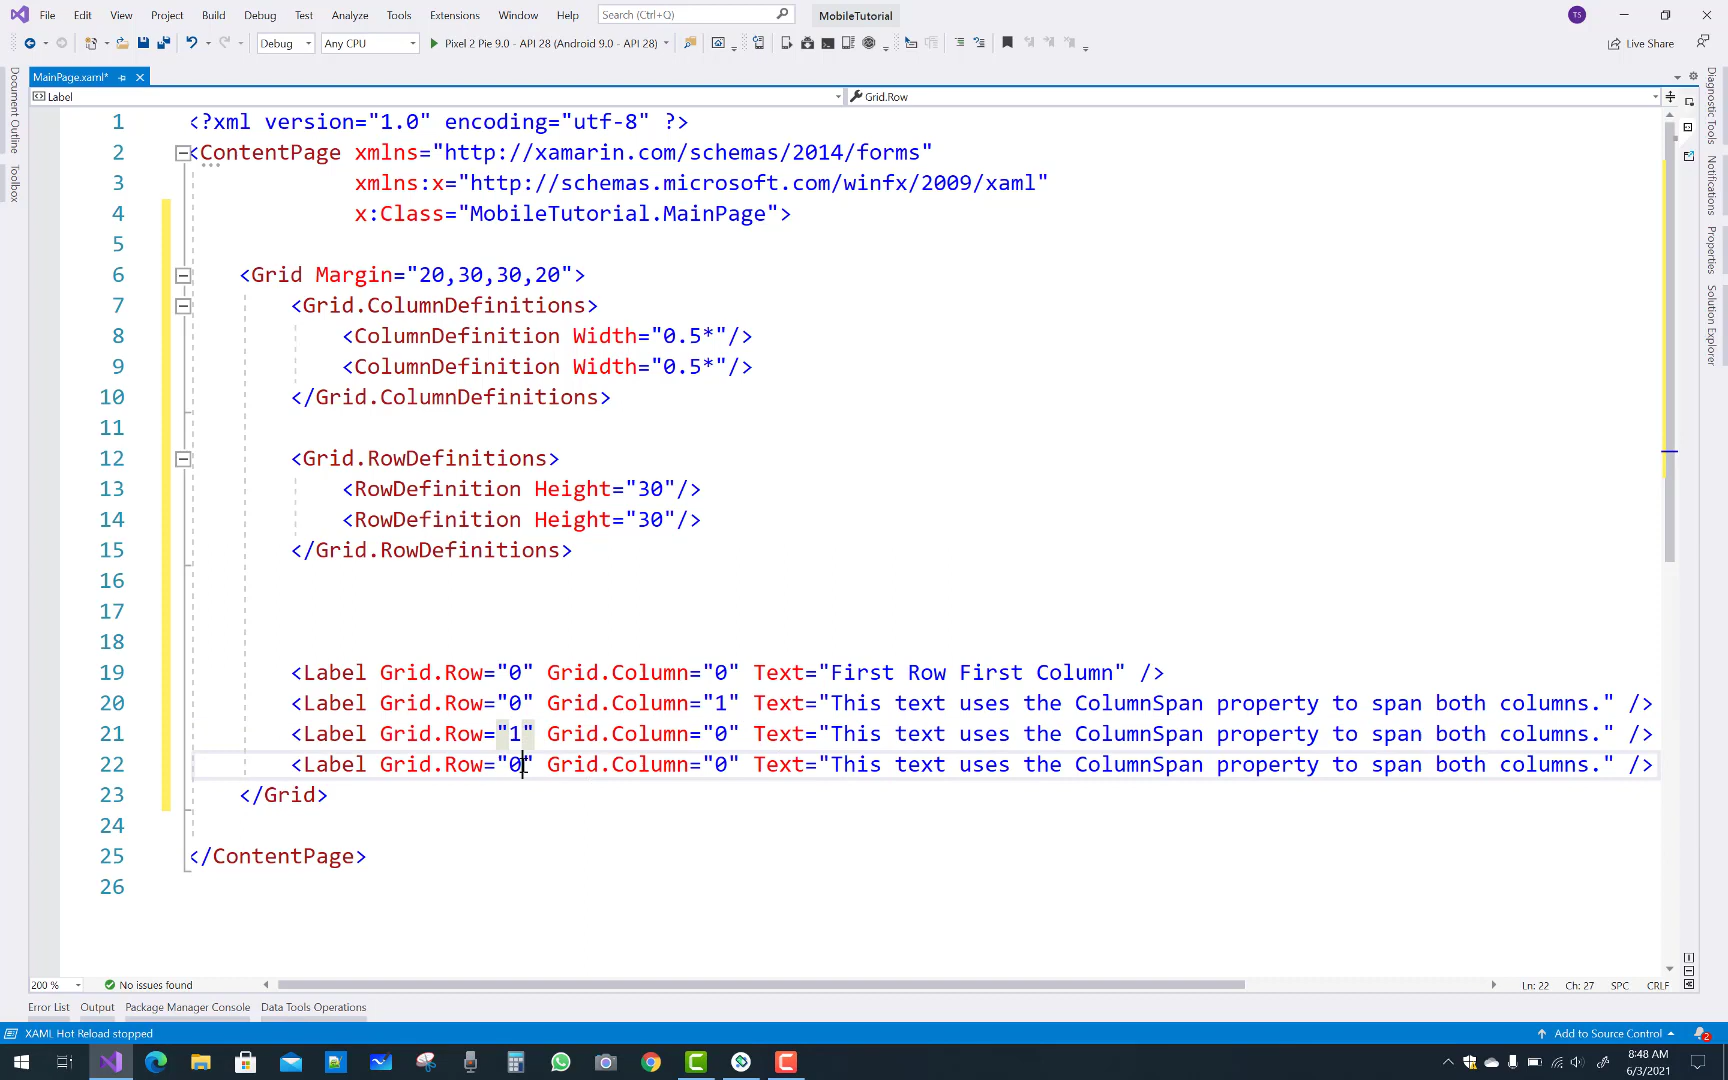 File Edit View Project Build Debug Test Analyze Tools Extensions Window Help Search (Ctrl+Q) MobileTutorial TS
Debug Any CPU Pixel 2 Pie 9.0 - API 28 (Android 9.0 - API 28) Live Share
MainPage.xaml*
Label Grid.Row
Document Outline
Toolbox
Diagnostic Tools
Notifications
Properties
Solution Explorer
1 <?xml version="1.0" encoding="utf-8" ?>
2 <ContentPage xmlns="http://xamarin.com/schemas/2014/forms"
3 xmlns:x="http://schemas.microsoft.com/winfx/2009/xaml"
4 x:Class="MobileTutorial.MainPage">
5
6 <Grid Margin="20,30,30,20">
7 <Grid.ColumnDefinitions>
8 <ColumnDefinition Width="0.5*"/>
9 <ColumnDefinition Width="0.5*"/>
10 </Grid.ColumnDefinitions>
11
12 <Grid.RowDefinitions>
13 <RowDefinition Height="30"/>
14 <RowDefinition Height="30"/>
15 </Grid.RowDefinitions>
16
17
18
19 <Label Grid.Row="0" Grid.Column="0" Text="First Row First Column" />
20 <Label Grid.Row="0" Grid.Column="1" Text="This text uses the ColumnSpan property to span both columns." />
21 <Label Grid.Row="1" Grid.Column="0" Text="This text uses the ColumnSpan property to span both columns." />
22 <Label Grid.Row="0" Grid.Column="0" Text="This text uses the ColumnSpan property to span both columns." />
23 </Grid>
24
25 </ContentPage>
26
200 % No issues found Ln: 22 Ch: 27 SPC CRLF
Error List Output Package Manager Console Data Tools Operations
XAML Hot Reload stopped Add to Source Control 2
8:48 AM
6/3/2021